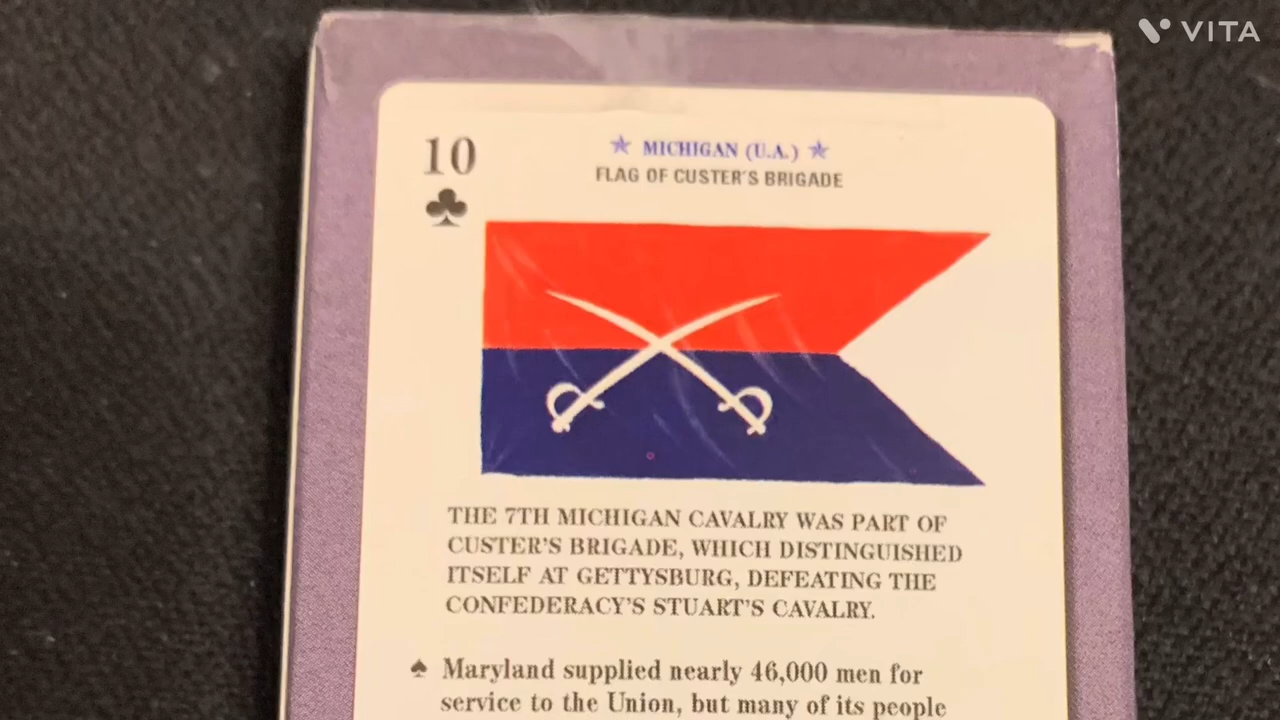 VITA
10
MICHIGAN (U.A.)
FLAG OF CUSTER'S BRIGADE
THE 7TH MICHIGAN CAVALRY WAS PART OF
CUSTER'S BRIGADE, WHICH DISTINGUISHED
ITSELF AT GETTYSBURG, DEFEATING THE
CONFEDERACY'S STUART'S CAVALRY.
Maryland supplied nearly 46,000 men for
service to the Union, but many of its people